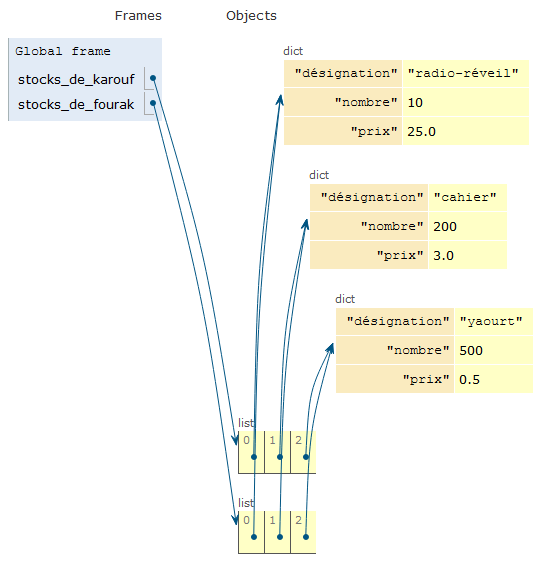 Frames Objects
Global frame
stocks_de_karouf
stocks_de_fourak
dict
"désignation" "radio-réveil"
"nombre" 10
"prix" 25.0
dict
"désignation" "cahier"
"nombre" 200
"prix" 3.0
dict
"désignation" "yaourt"
"nombre" 500
"prix" 0.5
list
0 1 2
list
0 1 2